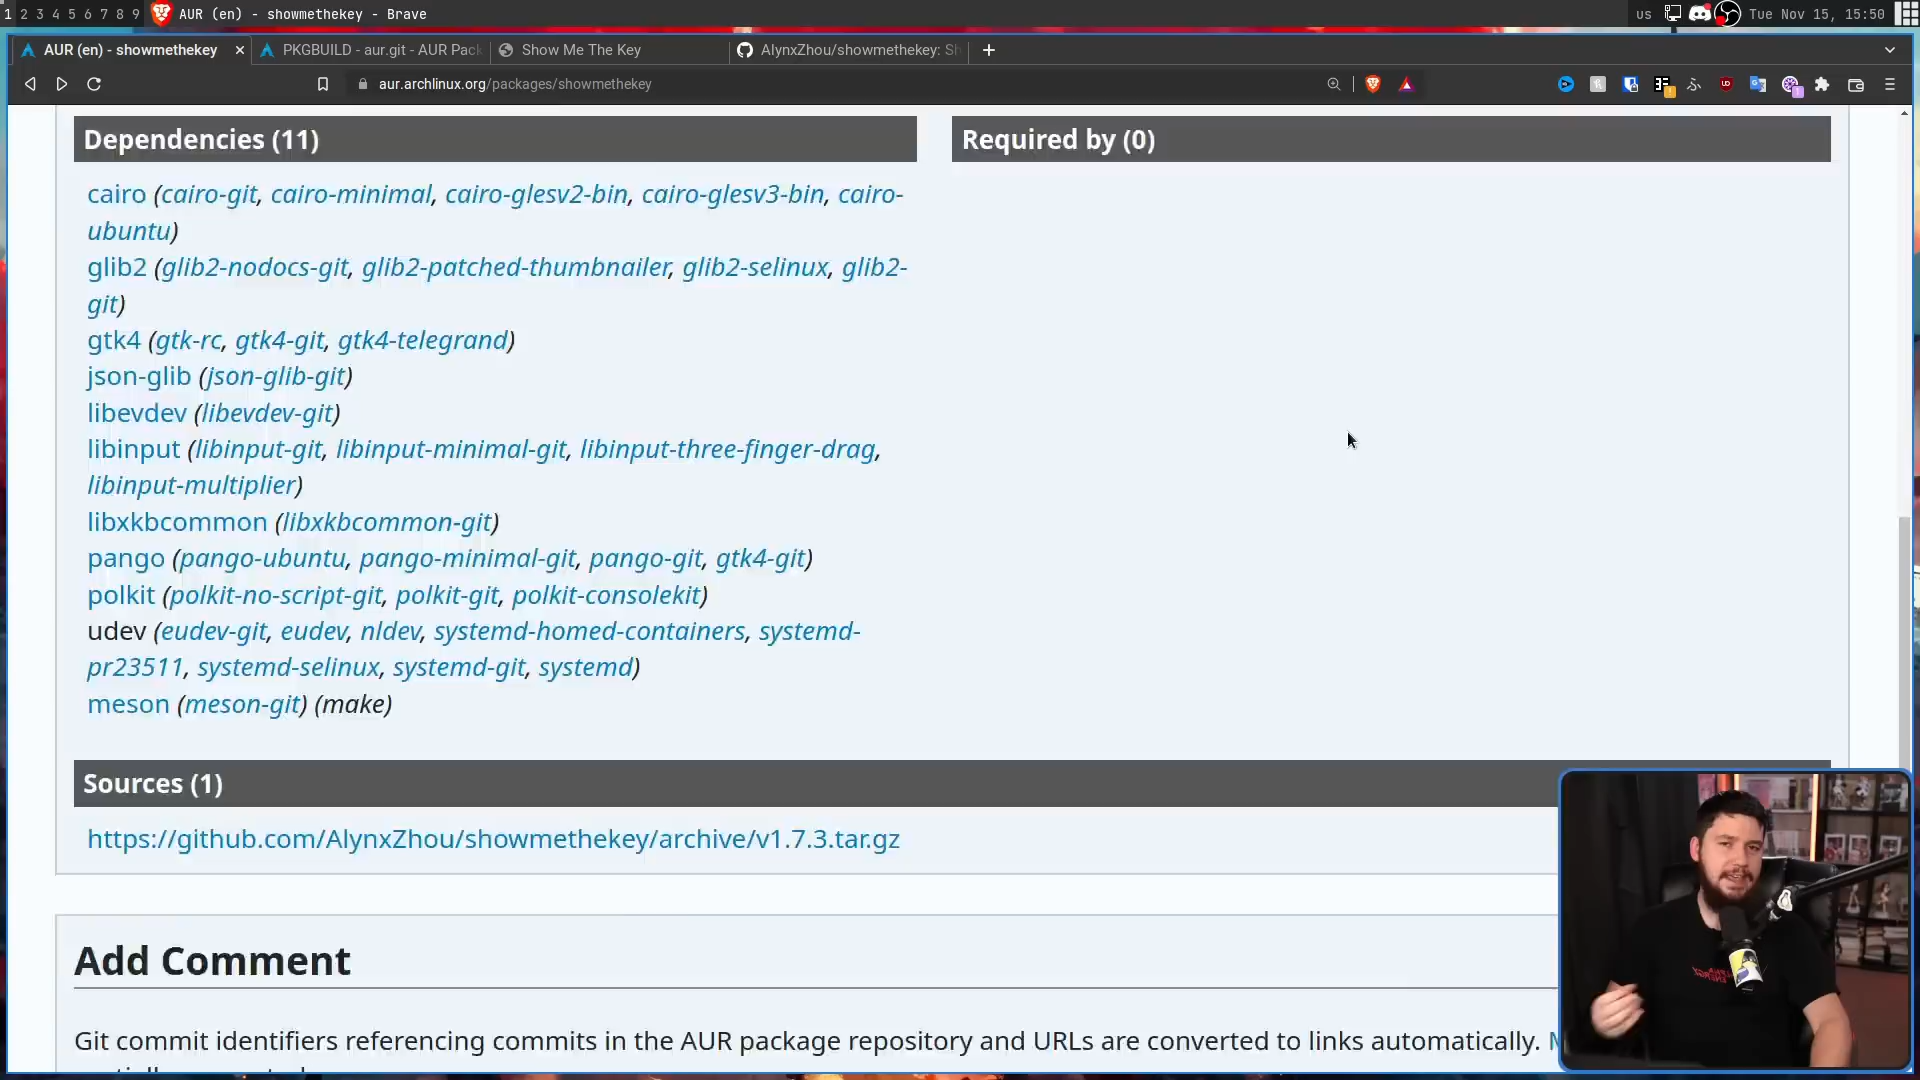 1 2 3 4 5 6 7 8 9 AUR (en) - showmethekey - Brave us Tue Nov 15, 15:50
AUR (en) - showmethekey PKGBUILD - aur.git - AUR Pack Show Me The Key AlynxZhou/showmethekey: Sh
aur.archlinux.org/packages/showmethekey
Dependencies (11)
Required by (0)
cairo (cairo-git, cairo-minimal, cairo-glesv2-bin, cairo-glesv3-bin, cairo-
ubuntu)
glib2 (glib2-nodocs-git, glib2-patched-thumbnailer, glib2-selinux, glib2-
git)
gtk4 (gtk-rc, gtk4-git, gtk4-telegrand)
json-glib (json-glib-git)
libevdev (libevdev-git)
libinput (libinput-git, libinput-minimal-git, libinput-three-finger-drag,
libinput-multiplier)
libxkbcommon (libxkbcommon-git)
pango (pango-ubuntu, pango-minimal-git, pango-git, gtk4-git)
polkit (polkit-no-script-git, polkit-git, polkit-consolekit)
udev (eudev-git, eudev, nldev, systemd-homed-containers, systemd-
pr23511, systemd-selinux, systemd-git, systemd)
meson (meson-git) (make)
Sources (1)
https://github.com/AlynxZhou/showmethekey/archive/v1.7.3.tar.gz
Add Comment
Git commit identifiers referencing commits in the AUR package repository and URLs are converted to links automatically.